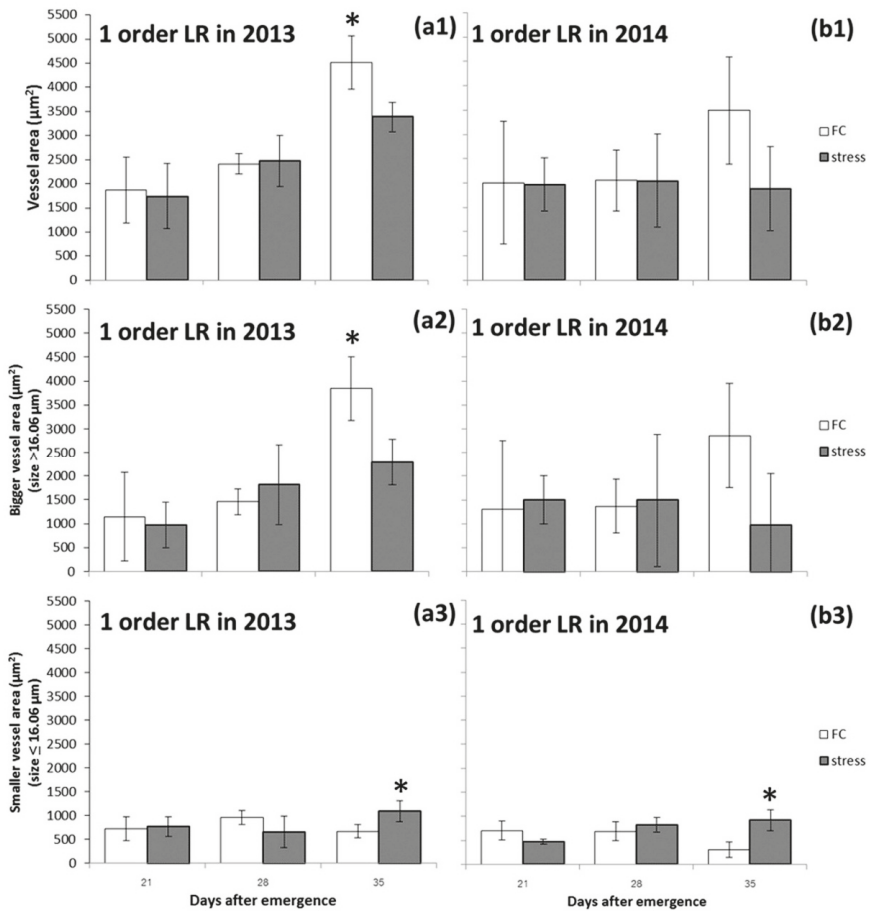 5500
5000
4500
4000
3500
3000
2500
2000
1500
1000
500
0
Vessel area (µm²)
1 order LR in 2013
(a1)
*
1 order LR in 2014
(b1)
FC
stress
5500
5000
4500
4000
3500
3000
2500
2000
1500
1000
500
0
Bigger vessel area (µm²)
(size >16.06 µm)
1 order LR in 2013
(a2)
*
1 order LR in 2014
(b2)
FC
stress
5500
5000
4500
4000
3500
3000
2500
2000
1500
1000
500
0
Smaller vessel area (µm²)
(size ≤ 16.06 µm)
1 order LR in 2013
(a3)
*
1 order LR in 2014
(b3)
*
FC
stress
21 28 35
Days after emergence
21 28 35
Days after emergence